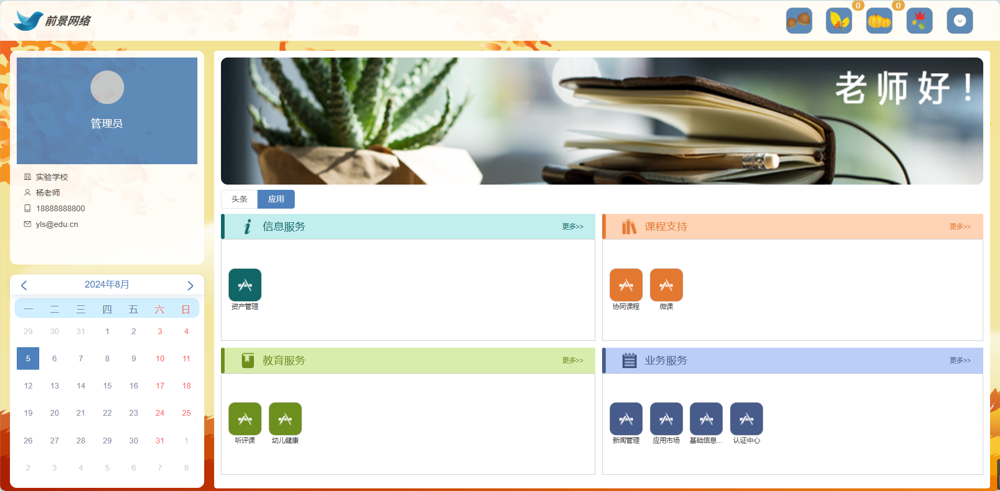 前景网络
0
0
管理员
实验学校
杨老师
18888888800
yls@edu.cn
2024年8月
一 二 三 四 五 六 日
29 30 31 1 2 3 4
5 6 7 8 9 10 11
12 13 14 15 16 17 18
19 20 21 22 23 24 25
26 27 28 29 30 31 1
2 3 4 5 6 7 8
老师好！
头条 应用
信息服务 更多>>
资产管理
课程支持 更多>>
协同课程 微课
教育服务 更多>>
听评课 幼儿健康
业务服务 更多>>
新闻管理 应用市场 基础信息... 认证中心